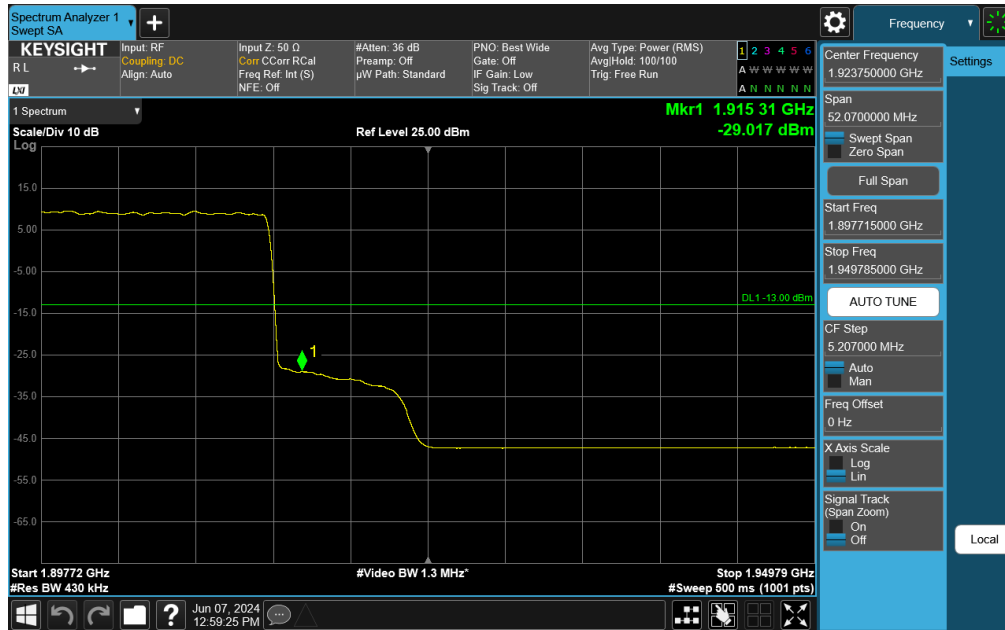 Spectrum Analyzer 1
Swept SA
+
Frequency
KEYSIGHT
R L
LXI
Input: RF
Coupling: DC
Align: Auto
Input Z: 50 Ω
Corr CCorr RCal
Freq Ref: Int (S)
NFE: Off
#Atten: 36 dB
Preamp: Off
µW Path: Standard
PNO: Best Wide
Gate: Off
IF Gain: Low
Sig Track: Off
Avg Type: Power (RMS)
Avg|Hold: 100/100
Trig: Free Run
1 2 3 4 5 6
A W W W W W
A N N N N N
1 Spectrum
Mkr1 1.915 31 GHz
Scale/Div 10 dB
Ref Level 25.00 dBm
-29.017 dBm
Log
15.0
5.00
-5.00
DL1 -13.00 dBm
-15.0
1
-25.0
-35.0
-45.0
-55.0
-65.0
Start 1.89772 GHz
#Video BW 1.3 MHz*
Stop 1.94979 GHz
#Res BW 430 kHz
#Sweep 500 ms (1001 pts)
Center Frequency
1.923750000 GHz
Settings
Span
52.0700000 MHz
Swept Span
Zero Span
Full Span
Start Freq
1.897715000 GHz
Stop Freq
1.949785000 GHz
AUTO TUNE
CF Step
5.207000 MHz
Auto
Man
Freq Offset
0 Hz
X Axis Scale
Log
Lin
Signal Track
(Span Zoom)
On
Off
Local
?
Jun 07, 2024
12:59:25 PM